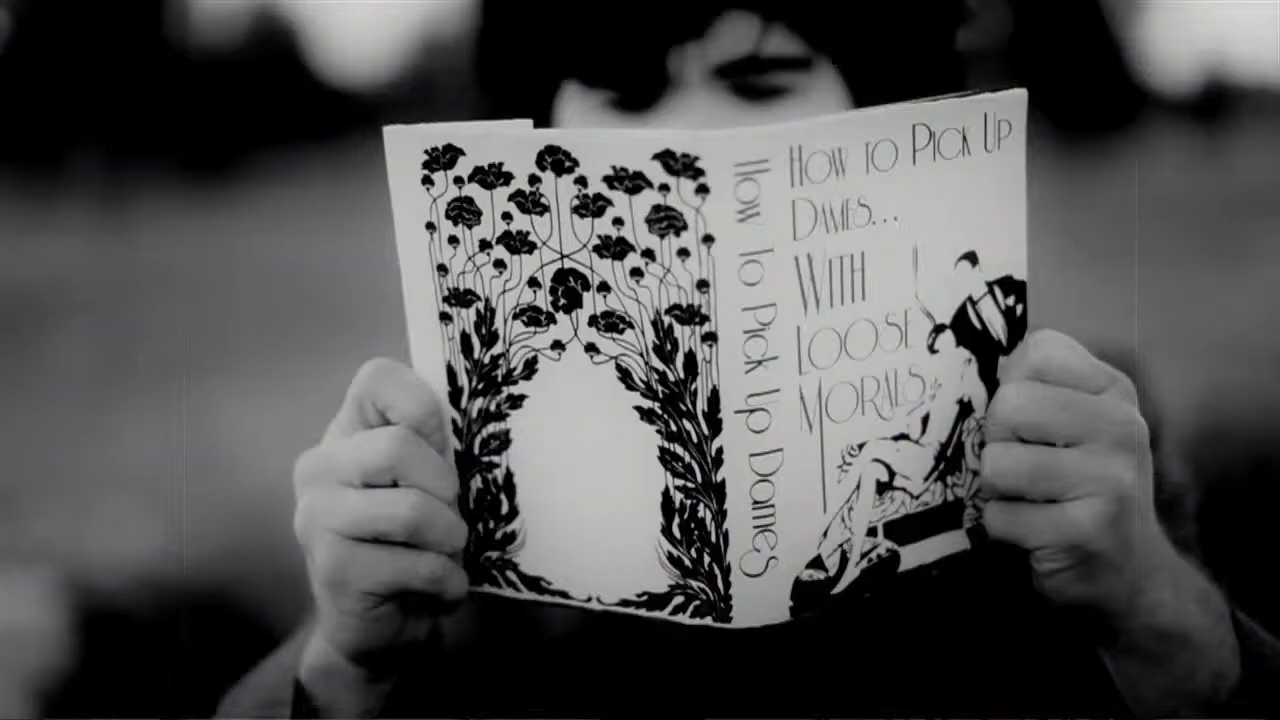 How To Pick Up Dames
How to Pick Up
Dames...
With
Loose
Morals